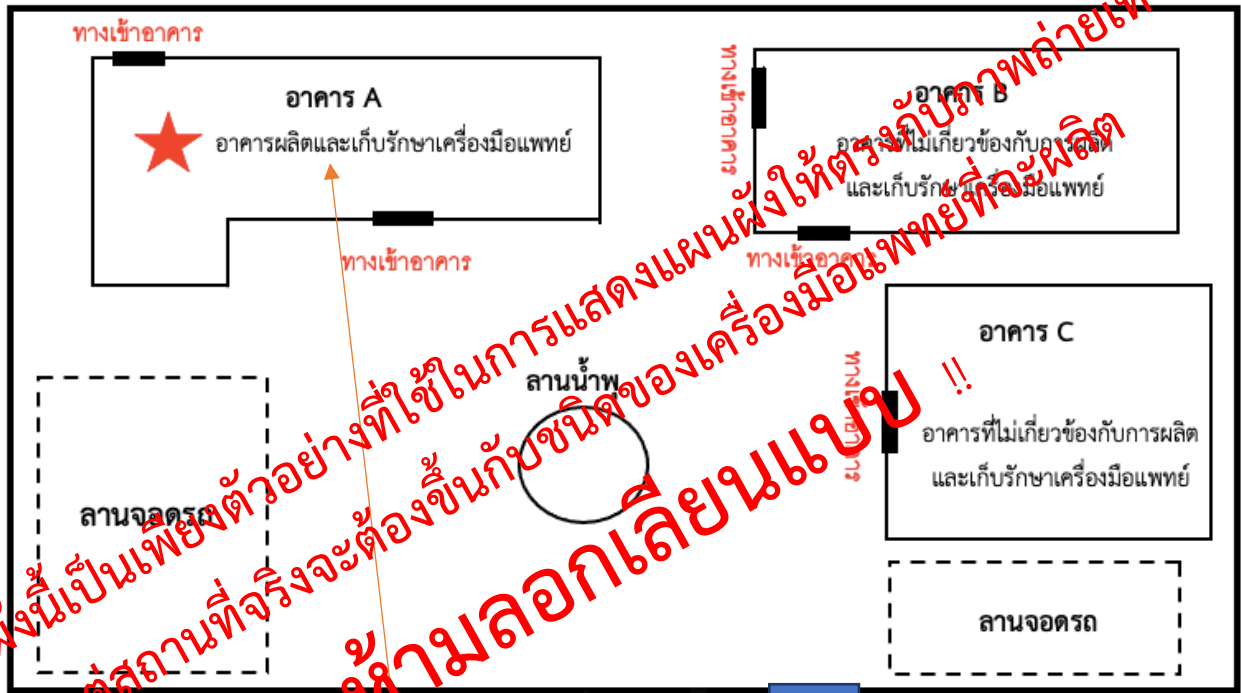 ทางเข้าอาคาร
อาคาร A
อาคารผลิตและเก็บรักษาเครื่องมือแพทย์
ทางเข้าอาคาร
ทางเข้าอาคาร
อาคาร B
อาคารที่ไม่เกี่ยวข้องกับการผลิต
และเก็บรักษาเครื่องมือแพทย์
ทางเข้าอาคาร
อาคาร C
ทางเข้าอาคาร
อาคารที่ไม่เกี่ยวข้องกับการผลิต
และเก็บรักษาเครื่องมือแพทย์
ลานน้ำพุ
ลานจอดรถ
ลานจอดรถ
นี้เป็นเพียงตัวอย่างที่ใช้ในการแสดงแผนผังให้ตรงกับภาพถ่าย
สถานที่จริงจะต้องขึ้นกับชนิดของเครื่องมือแพทย์ที่จะผลิต
ห้ามลอกเลียนแบบ !!